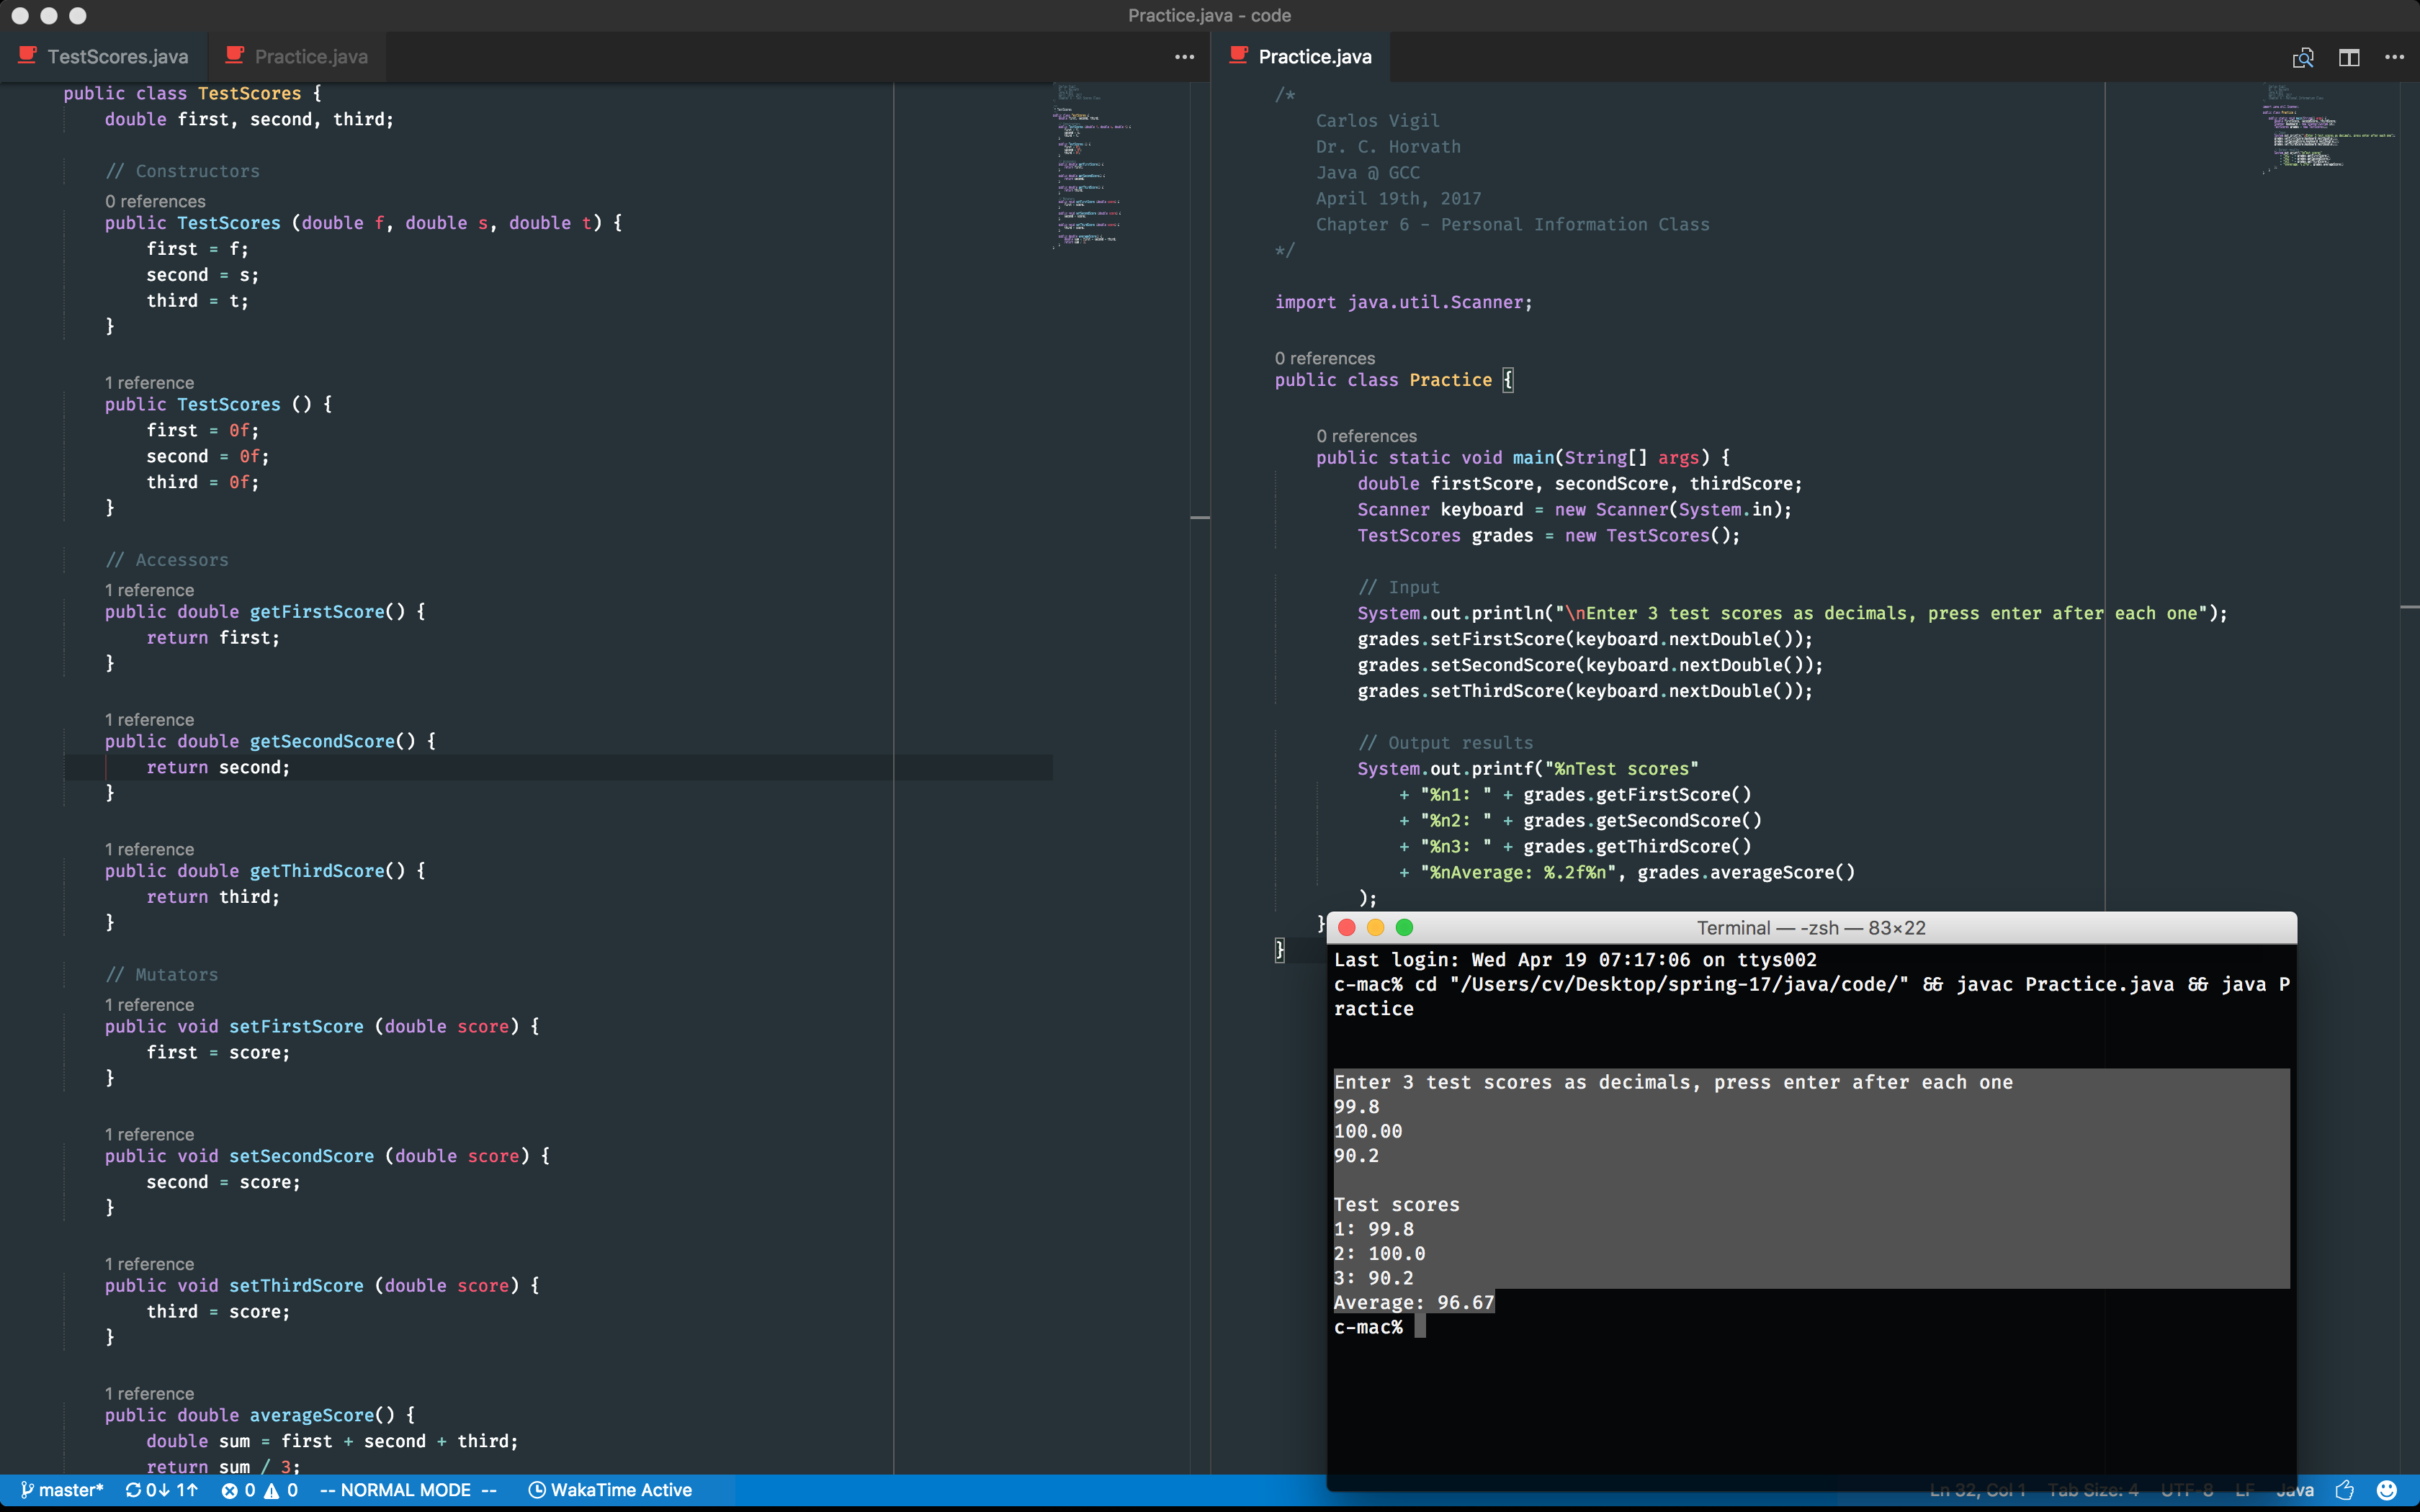 Practice.java - code
TestScores.java
Practice.java
public class TestScores {
double first, second, third;
// Constructors
0 references
public TestScores (double f, double s, double t) {
first = f;
second = s;
third = t;
}
1 reference
public TestScores () {
first = 0f;
second = 0f;
third = 0f;
}
// Accessors
1 reference
public double getFirstScore() {
return first;
}
1 reference
public double getSecondScore() {
return second;
}
1 reference
public double getThirdScore() {
return third;
}
// Mutators
1 reference
public void setFirstScore (double score) {
first = score;
}
1 reference
public void setSecondScore (double score) {
second = score;
}
1 reference
public void setThirdScore (double score) {
third = score;
}
1 reference
public double averageScore() {
double sum = first + second + third;
return sum / 3;
Practice.java
/*
Carlos Vigil
Dr. C. Horvath
Java @ GCC
April 19th, 2017
Chapter 6 - Personal Information Class
*/
import java.util.Scanner;
0 references
public class Practice {
0 references
public static void main(String[] args) {
double firstScore, secondScore, thirdScore;
Scanner keyboard = new Scanner(System.in);
TestScores grades = new TestScores();
// Input
System.out.println("\nEnter 3 test scores as decimals, press enter after each one");
grades.setFirstScore(keyboard.nextDouble());
grades.setSecondScore(keyboard.nextDouble());
grades.setThirdScore(keyboard.nextDouble());
// Output results
System.out.printf("%nTest scores"
+ "%n1: " + grades.getFirstScore()
+ "%n2: " + grades.getSecondScore()
+ "%n3: " + grades.getThirdScore()
+ "%nAverage: %.2f%n", grades.averageScore()
);
}
}
Terminal — -zsh — 83×22
Last login: Wed Apr 19 07:17:06 on ttys002
c-mac% cd "/Users/cv/Desktop/spring-17/java/code/" && javac Practice.java && java P
ractice
Enter 3 test scores as decimals, press enter after each one
99.8
100.00
90.2
Test scores
1: 99.8
2: 100.0
3: 90.2
Average: 96.67
c-mac%
master* 0↓ 1↑ 0 0 -- NORMAL MODE -- WakaTime Active
Ln 32, Col 1 Tab Size: 4 UTF-8 LF Java